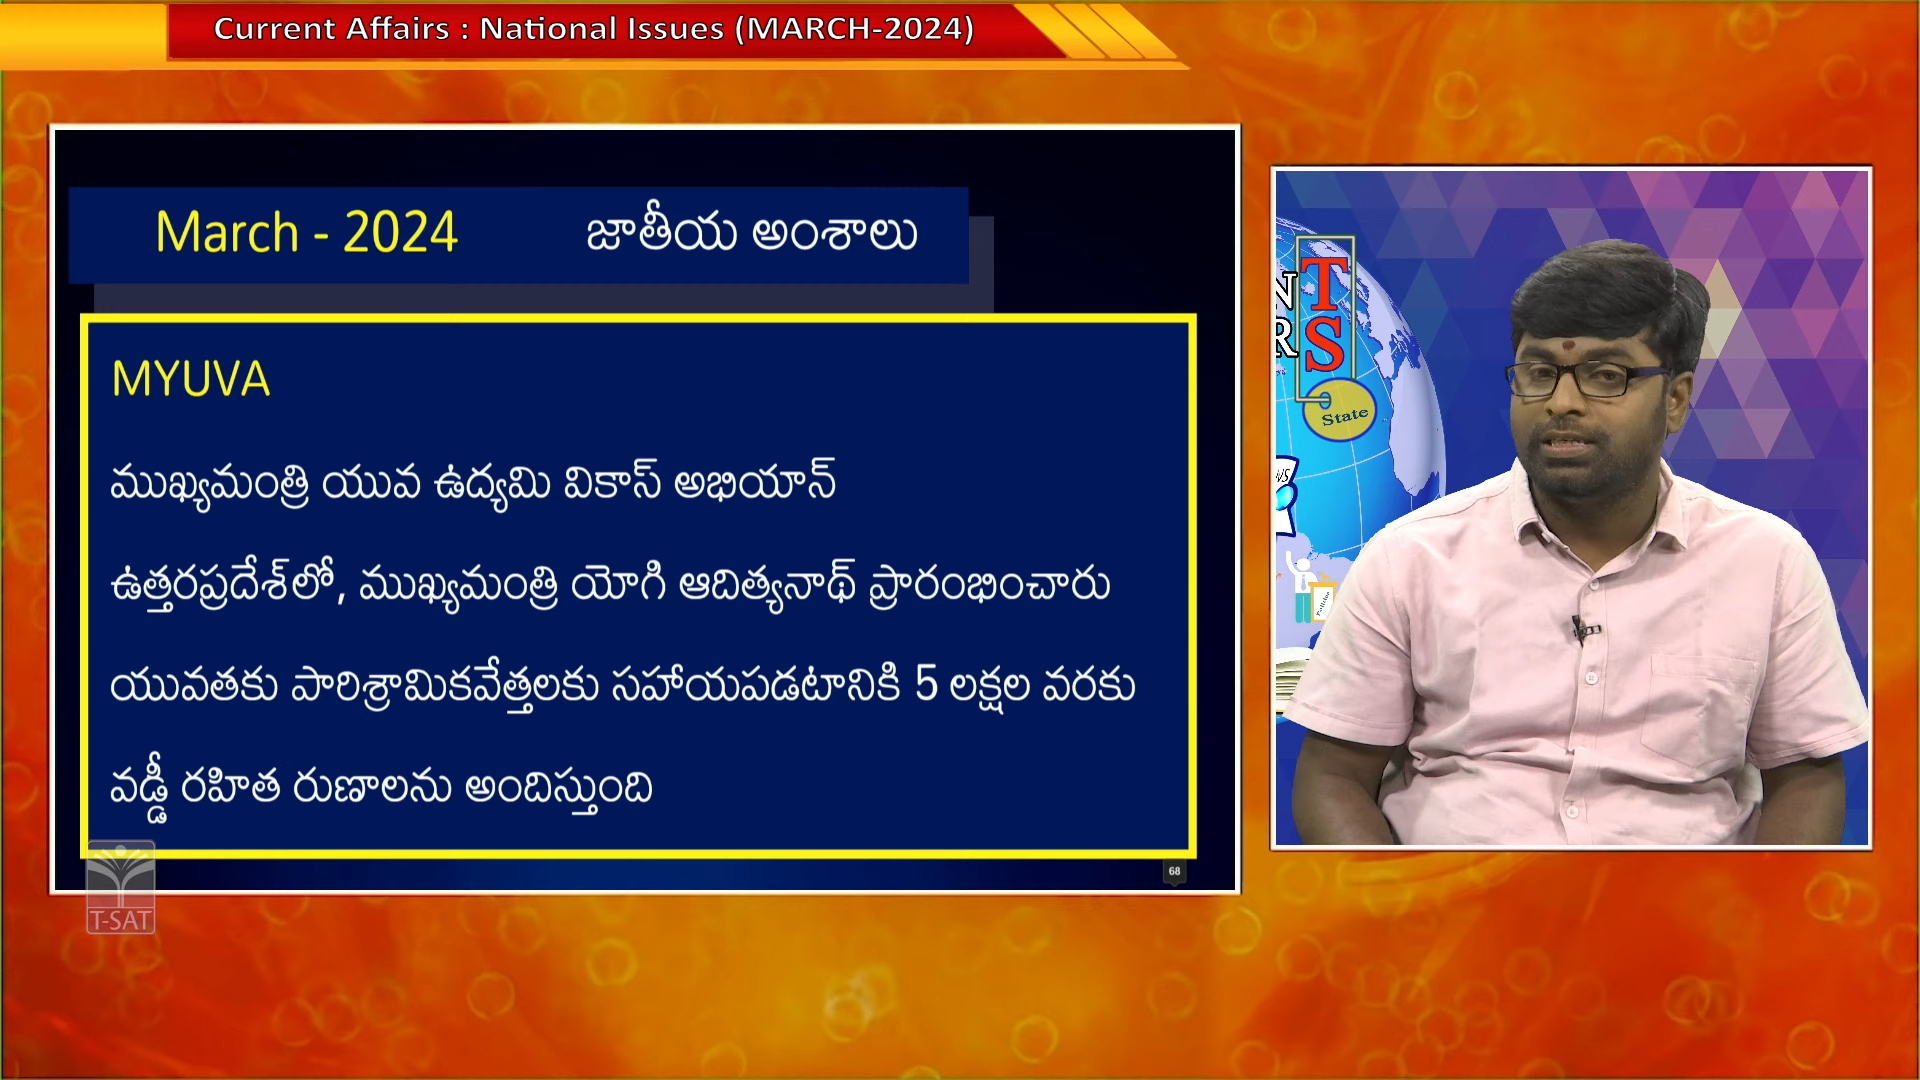 Current Affairs : National Issues (MARCH-2024)
March - 2024 జాతీయ అంశాలు
MYUVA
ముఖ్యమంత్రి యువ ఉద్యమి వికాస్ అభియాన్
ఉత్తరప్రదేశ్‌లో, ముఖ్యమంత్రి యోగి ఆదిత్యనాథ్ ప్రారంభించారు
యువతకు పారిశ్రామికవేత్తలకు సహాయపడటానికి 5 లక్షల వరకు
వడ్డీ రహిత రుణాలను అందిస్తుంది
68
T-SAT
N T
R S
State